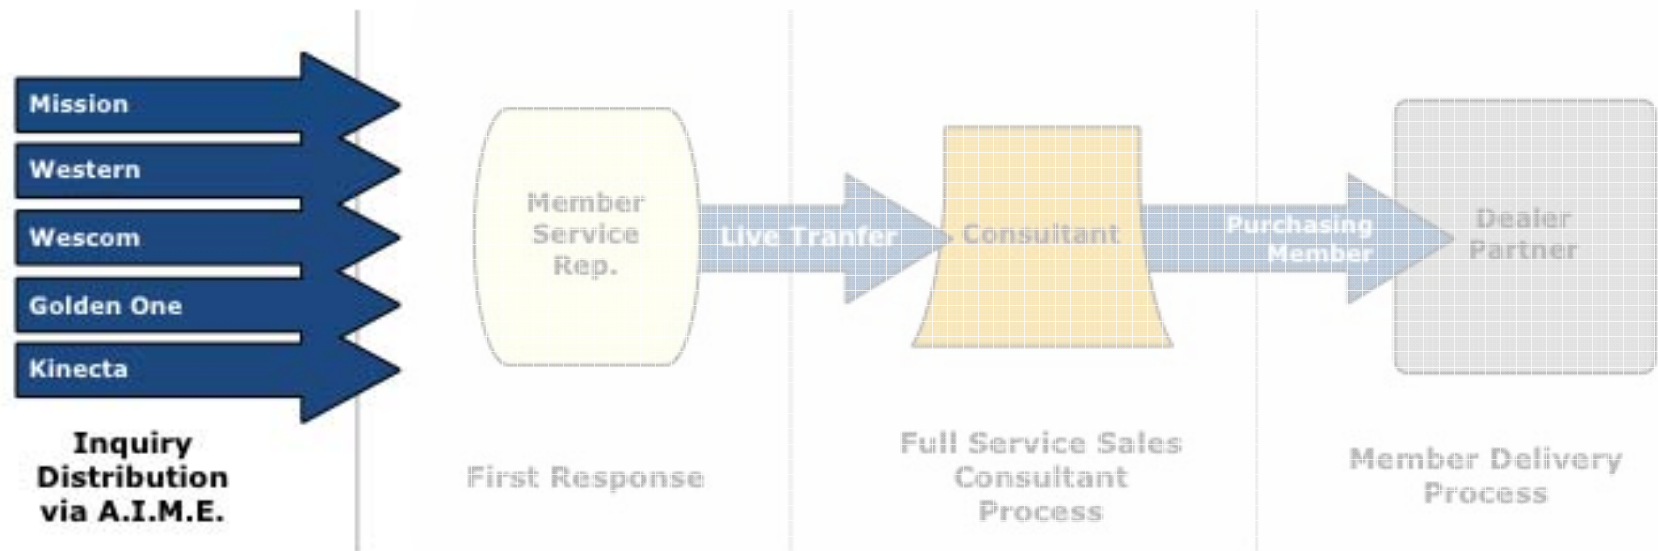 Mission
Western
Wescom
Golden One
Kinecta
Inquiry
Distribution
via A.I.M.E.
Member
Service
Rep.
First Response
Live Tranfer
Consultant
Full Service Sales
Consultant
Process
Purchasing
Member
Dealer
Partner
Member Delivery
Process